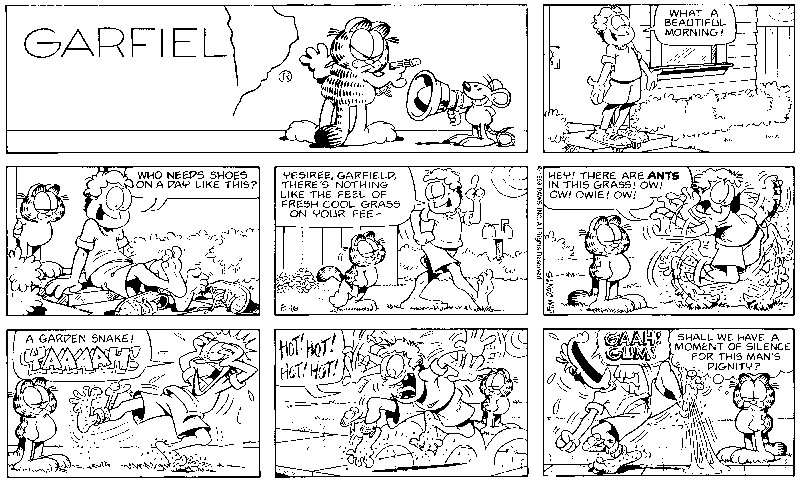 GARFIEL
WHAT A
BEAUTIFUL
MORNING!
WHO NEEDS SHOES
ON A DAY LIKE THIS?
YESIREE, GARFIELD,
THERE'S NOTHING
LIKE THE FEEL OF
FRESH COOL GRASS
ON YOUR FEE-
HEY! THERE ARE ANTS
IN THIS GRASS! OW!
OW! OWIE! OW!
A GARDEN SNAKE!
HOT! HOT!
HOT! HOT!
GAAH!
GUM!
SHALL WE HAVE A
MOMENT OF SILENCE
FOR THIS MAN'S
DIGNITY?